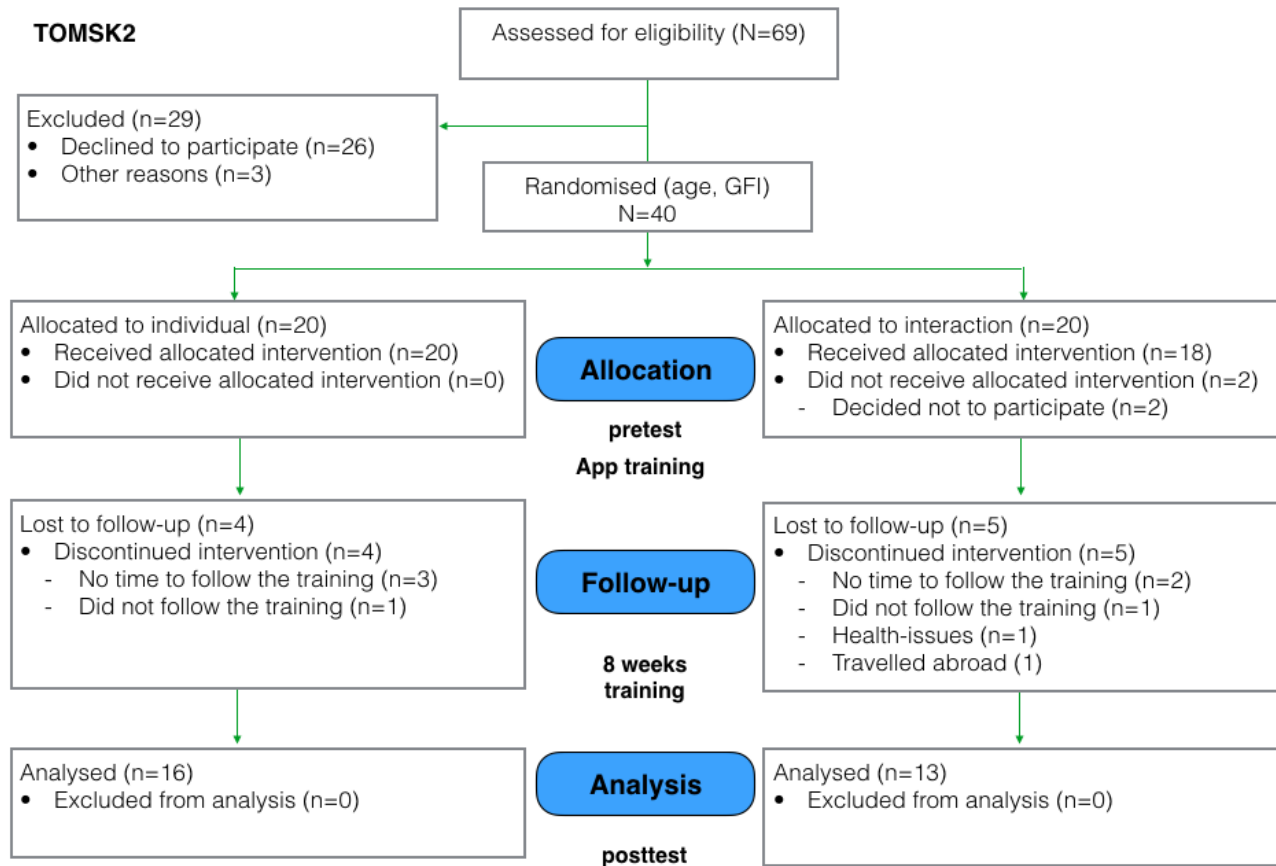 TOMSK2
Assessed for eligibility (N=69)
Excluded (n=29)
• Declined to participate (n=26)
• Other reasons (n=3)
Randomised (age, GFI)
N=40
Allocated to individual (n=20)
• Received allocated intervention (n=20)
• Did not receive allocated intervention (n=0)
Allocation
pretest
App training
Allocated to interaction (n=20)
• Received allocated intervention (n=18)
• Did not receive allocated intervention (n=2)
- Decided not to participate (n=2)
Lost to follow-up (n=4)
• Discontinued intervention (n=4)
- No time to follow the training (n=3)
- Did not follow the training (n=1)
Follow-up
8 weeks
training
Lost to follow-up (n=5)
• Discontinued intervention (n=5)
- No time to follow the training (n=2)
- Did not follow the training (n=1)
- Health-issues (n=1)
- Travelled abroad (1)
Analysed (n=16)
• Excluded from analysis (n=0)
Analysis
posttest
Analysed (n=13)
• Excluded from analysis (n=0)